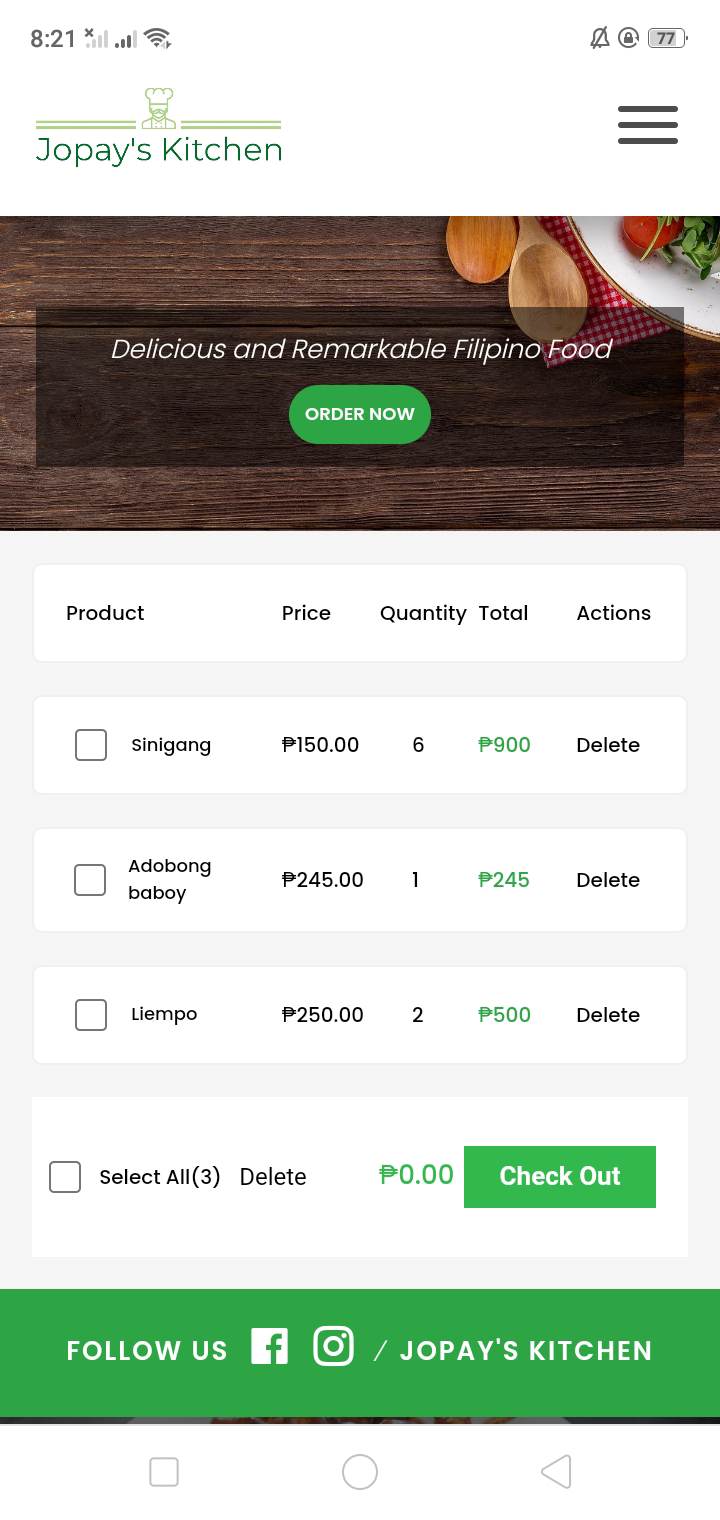 8:21
77
Jopay's Kitchen
Delicious and Remarkable Filipino Food
ORDER NOW
Product Price Quantity Total Actions
Sinigang ₱150.00 6 ₱900 Delete
Adobong
baboy ₱245.00 1 ₱245 Delete
Liempo ₱250.00 2 ₱500 Delete
Select All(3) Delete ₱0.00 Check Out
FOLLOW US / JOPAY'S KITCHEN